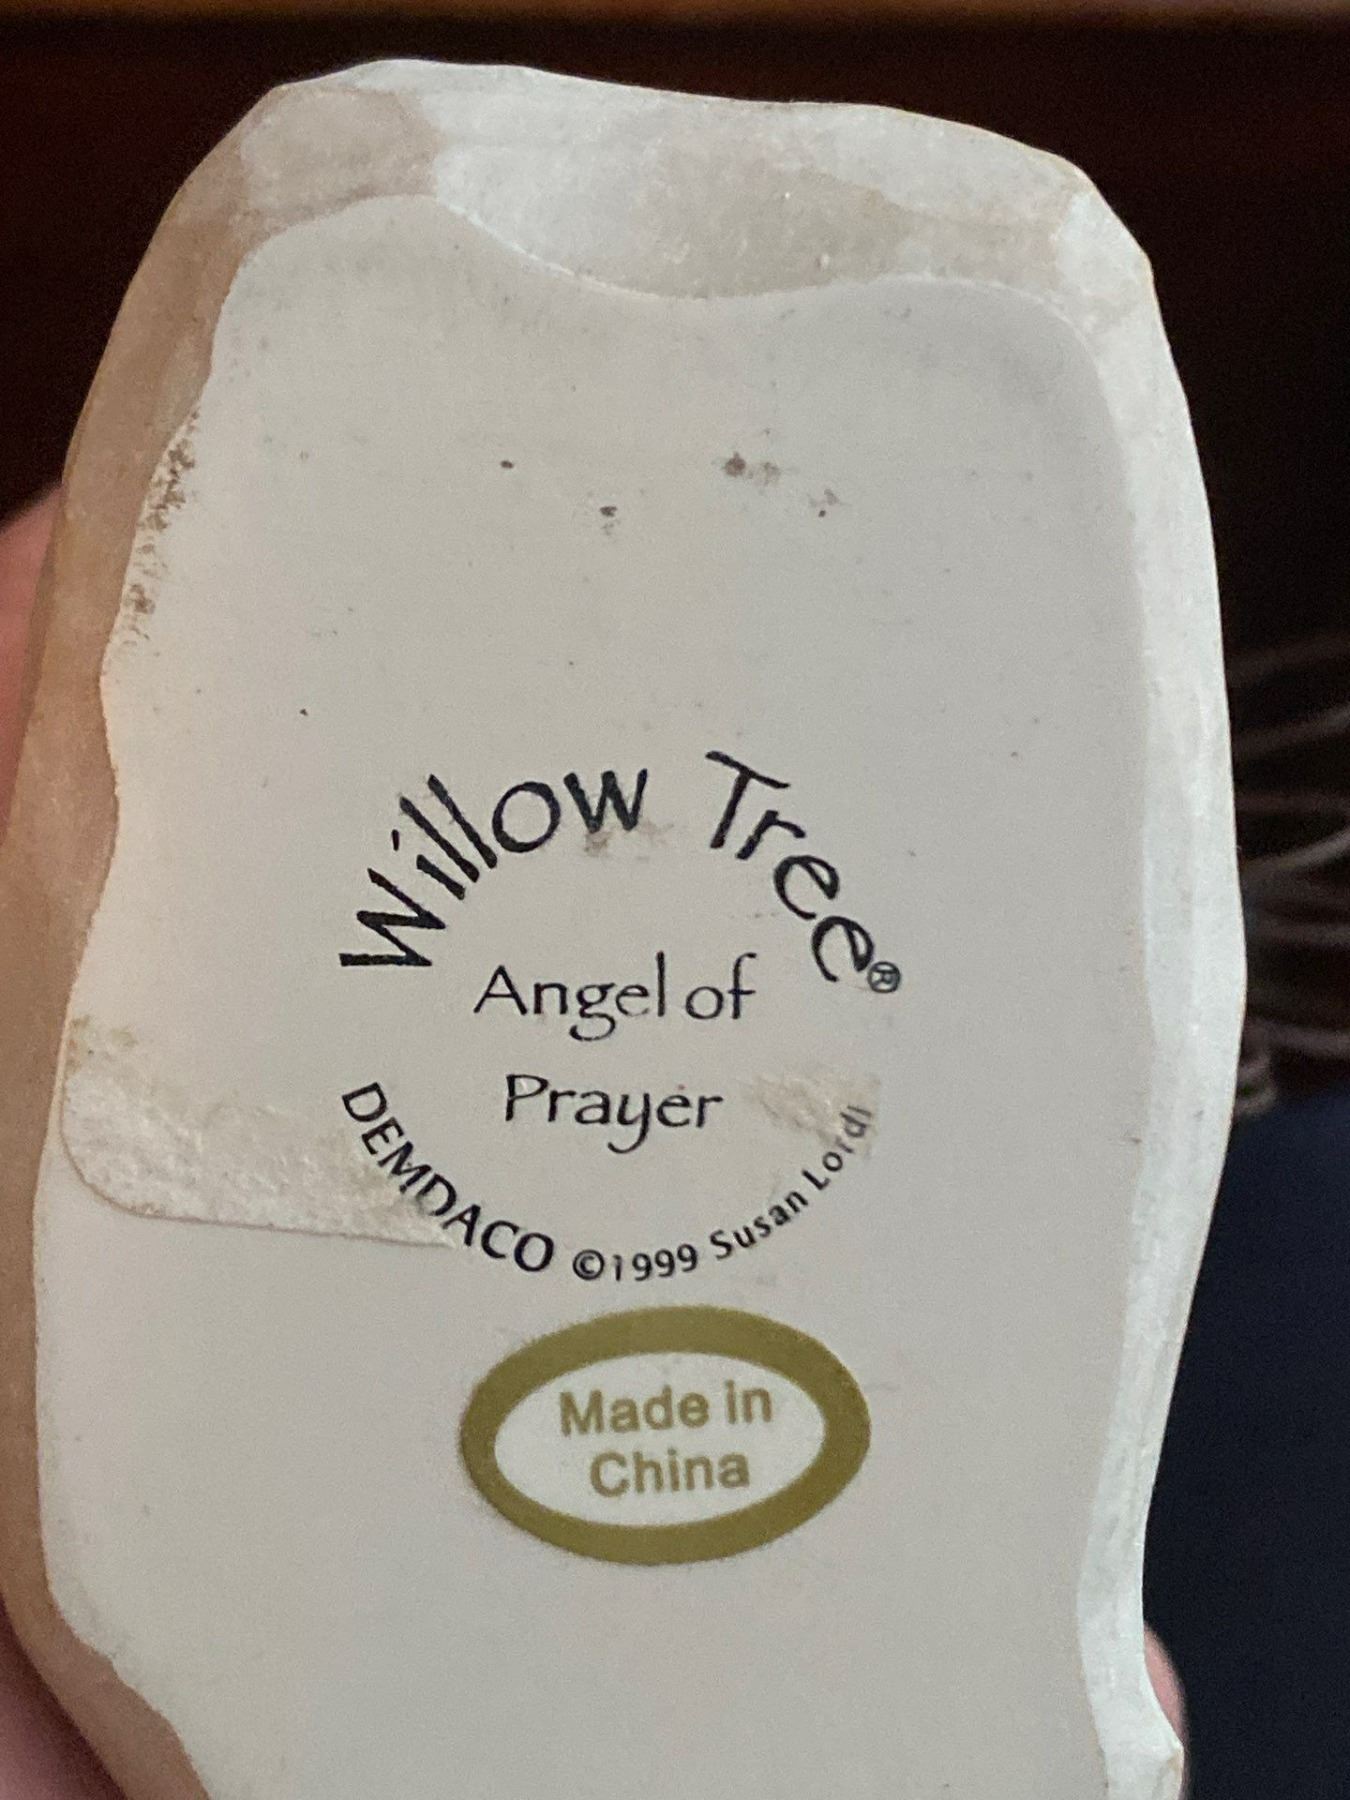 Willow Tree®
Angel of
Prayer
DEMDACO ©1999 Susan Lordi
Made in
China